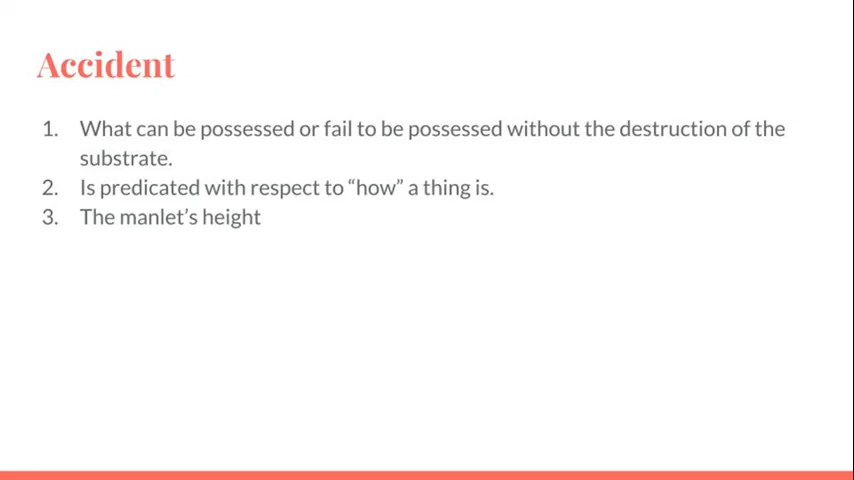 Accident
1. What can be possessed or fail to be possessed without the destruction of the
substrate.
2. Is predicated with respect to “how” a thing is.
3. The manlet’s height